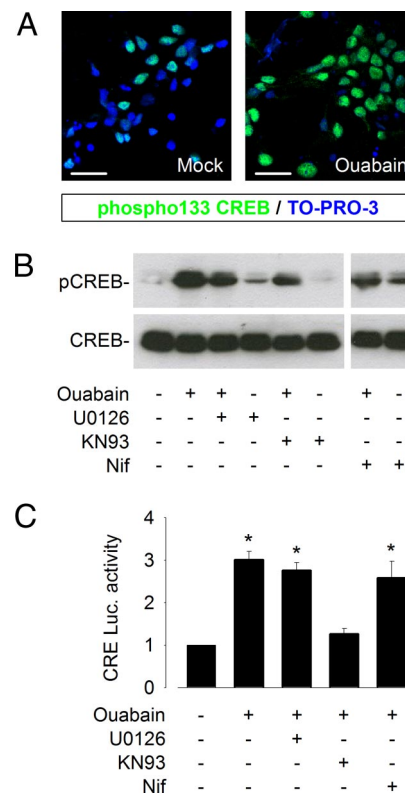 A
Mock
Ouabain
phospho133 CREB / TO-PRO-3
B
pCREB-
CREB-
Ouabain - + + - + - + -
U0126 - - + + - - - -
KN93 - - - - + + - -
Nif - - - - - - + +
C
CRE Luc. activity
4
3
2
1
0
* * *
Ouabain - + + + +
U0126 - - + - -
KN93 - - - + -
Nif - - - - +